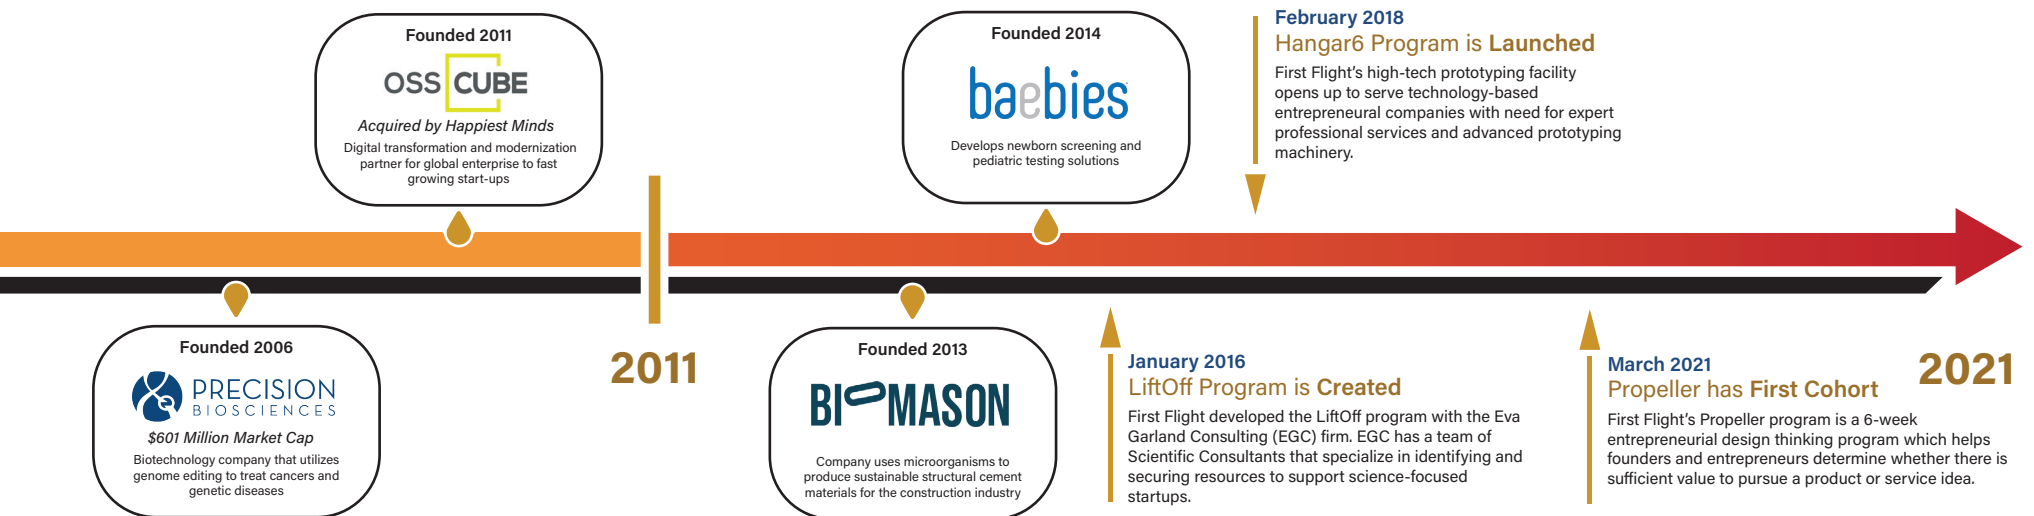 Founded 2011
OSS CUBE
Acquired by Happiest Minds
Digital transformation and modernization
partner for global enterprise to fast
growing start-ups
Founded 2014
baebies
Develops newborn screening and
pediatric testing solutions
February 2018
Hangar6 Program is Launched
First Flight's high-tech prototyping facility
opens up to serve technology-based
entrepreneural companies with need for expert
professional services and advanced prototyping
machinery.
Founded 2006
PRECISION
BIOSCIENCES
$601 Million Market Cap
Biotechnology company that utilizes
genome editing to treat cancers and
genetic diseases
2011
Founded 2013
BIOMASON
Company uses microorganisms to
produce sustainable structural cement
materials for the construction industry
January 2016
LiftOff Program is Created
First Flight developed the LiftOff program with the Eva
Garland Consulting (EGC) firm. EGC has a team of
Scientific Consultants that specialize in identifying and
securing resources to support science-focused
startups.
March 2021
Propeller has First Cohort
First Flight's Propeller program is a 6-week
entrepreneurial design thinking program which helps
founders and entrepreneurs determine whether there is
sufficient value to pursue a product or service idea.
2021